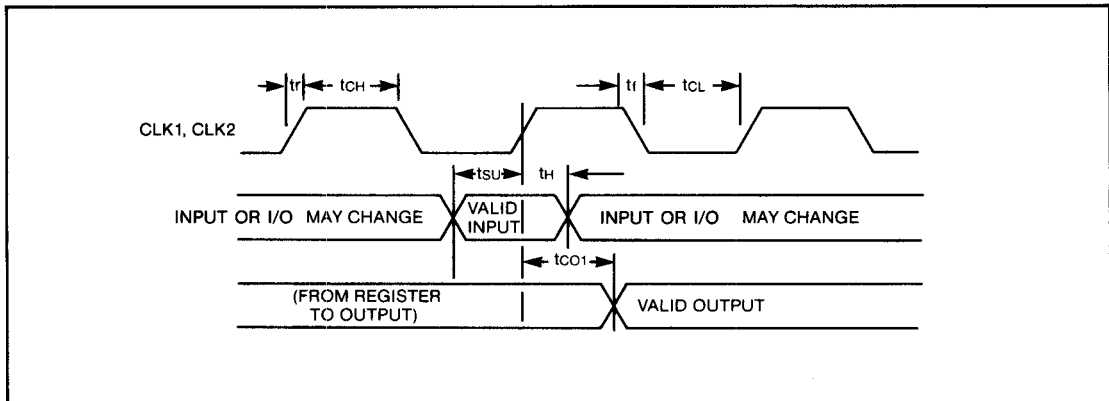 tr tCH tf tCL
CLK1, CLK2
tSU tH
INPUT OR I/O MAY CHANGE VALID INPUT INPUT OR I/O MAY CHANGE
tCO1
(FROM REGISTER TO OUTPUT) VALID OUTPUT